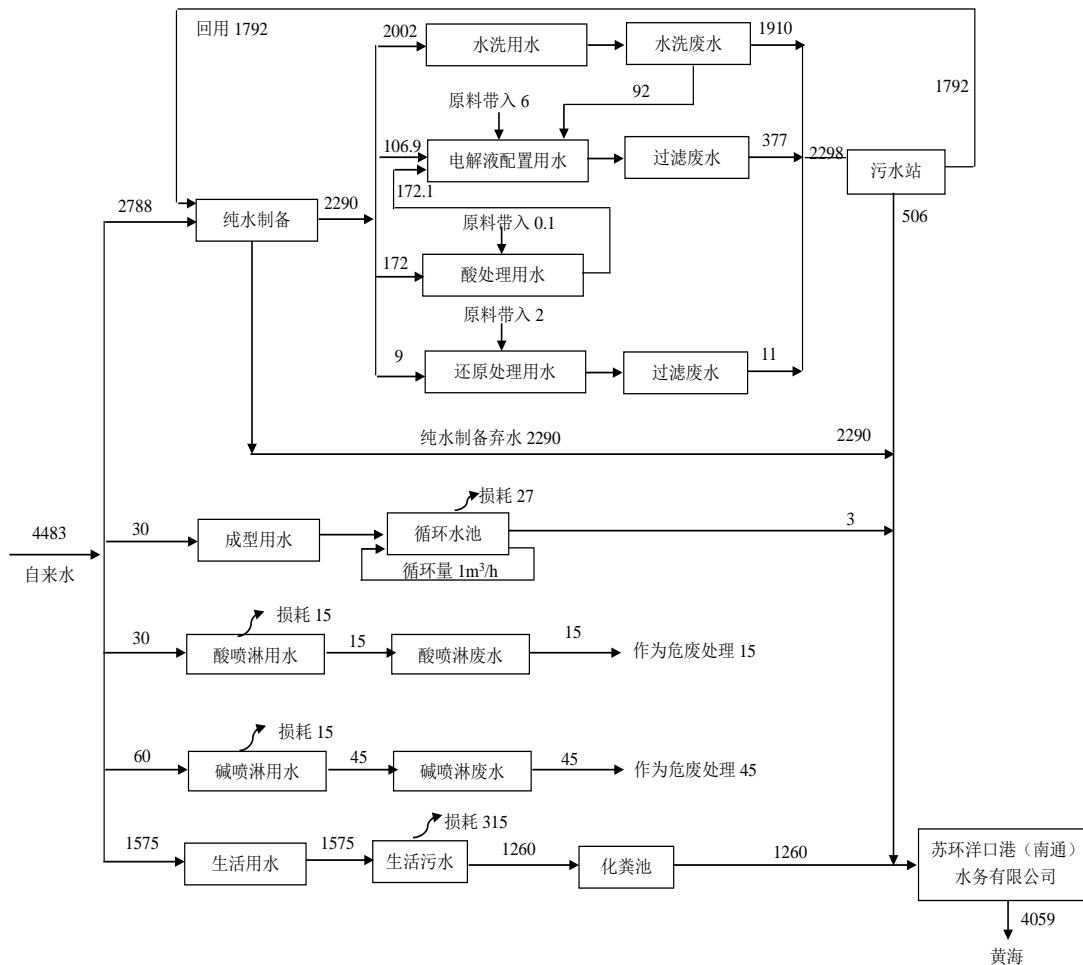 回用 1792
2002
水洗用水
水洗废水
1910
1792
原料带入 6
92
106.9
电解液配置用水
过滤废水
377
2298
污水站
172.1
2788
纯水制备
2290
506
原料带入 0.1
172
酸处理用水
原料带入 2
9
还原处理用水
过滤废水
11
纯水制备弃水 2290
2290
4483
自来水
30
成型用水
损耗 27
循环水池
3
循环量 1m³/h
损耗 15
30
酸喷淋用水
15
酸喷淋废水
15
作为危废处理 15
损耗 15
60
碱喷淋用水
45
碱喷淋废水
45
作为危废处理 45
损耗 315
1575
生活用水
1575
生活污水
1260
化粪池
1260
苏环洋口港（南通）
水务有限公司
4059
黄海